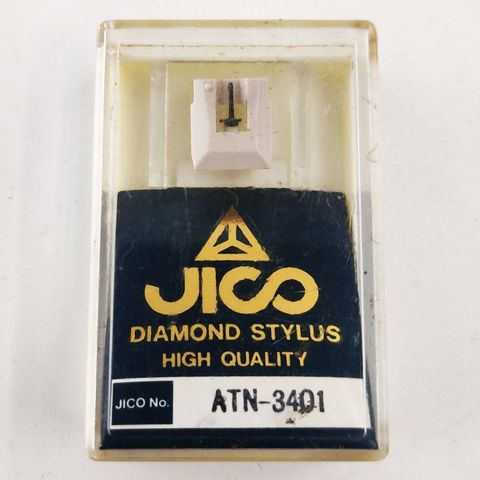 JICO
DIAMOND STYLUS
HIGH QUALITY
JICO No. ATN-3401